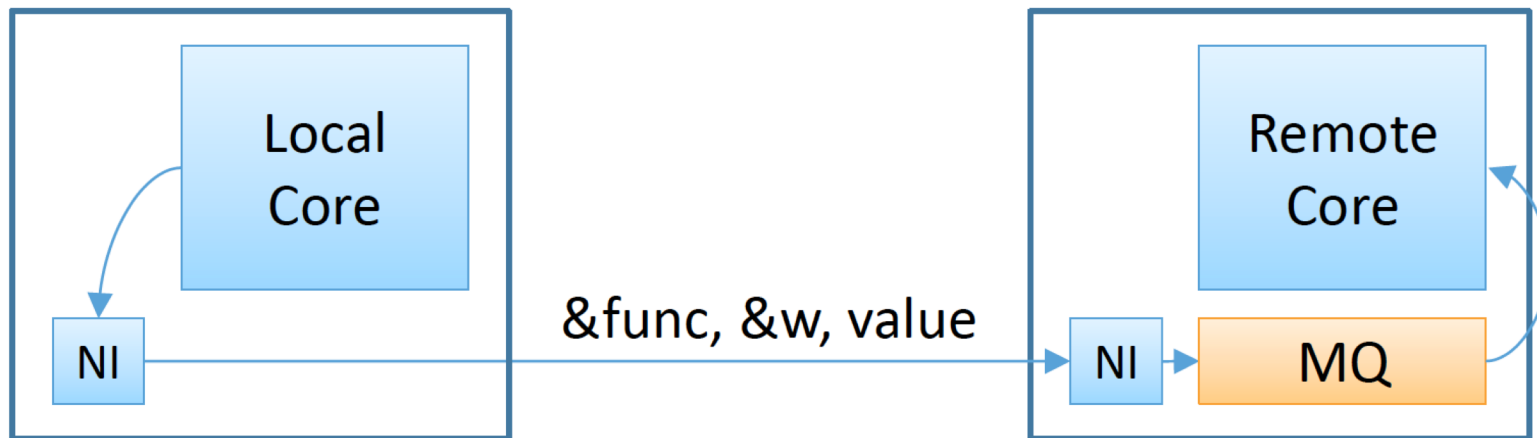 Local
Core
Remote
Core
&func, &w, value
NI
NI
MQ